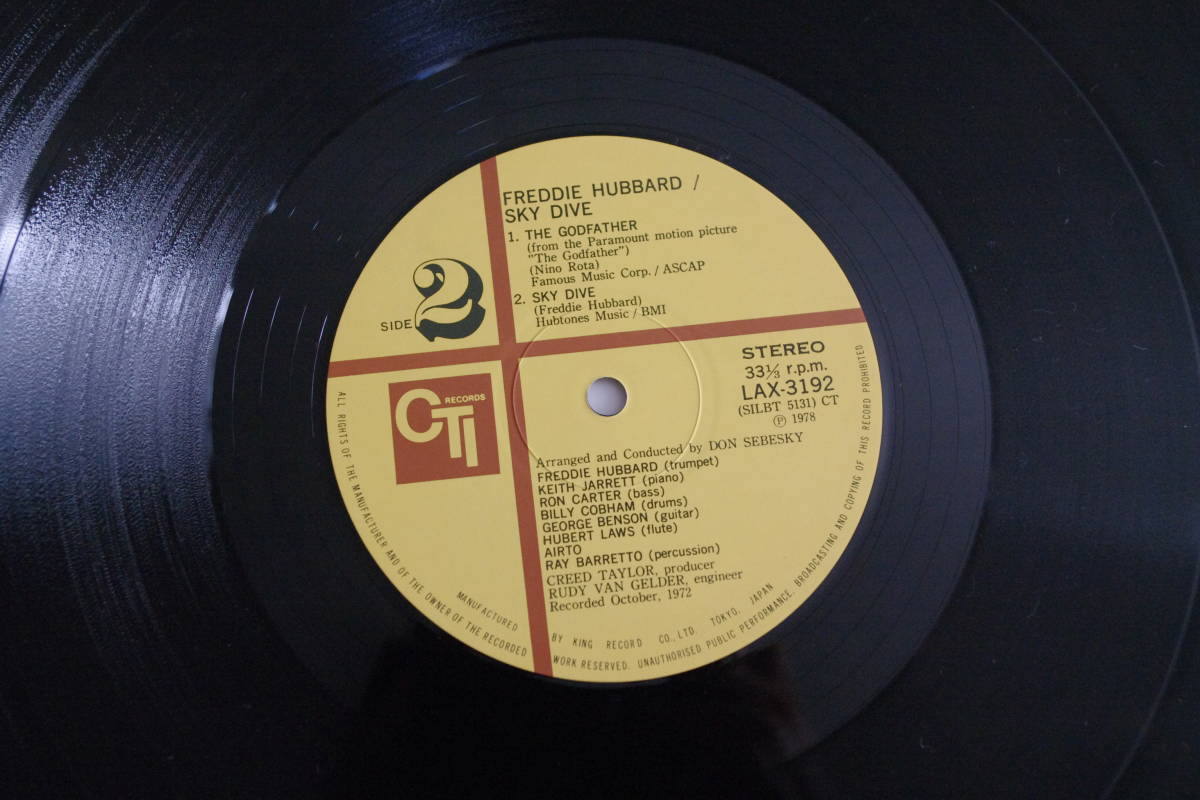 FREDDIE HUBBARD /
SKY DIVE
1. THE GODFATHER
(from the Paramount motion picture
"The Godfather")
(Nino Rota)
Famous Music Corp. / ASCAP
2. SKY DIVE
(Freddie Hubbard)
Hubtones Music / BMI
SIDE 2
CTI RECORDS
STEREO
33⅓ r.p.m.
LAX-3192
(SILBT 5131) CT
Ⓟ 1978
Arranged and Conducted by DON SEBESKY
FREDDIE HUBBARD (trumpet)
KEITH JARRETT (piano)
RON CARTER (bass)
BILLY COBHAM (drums)
GEORGE BENSON (guitar)
HUBERT LAWS (flute)
AIRTO
RAY BARRETTO (percussion)
CREED TAYLOR, producer
RUDY VAN GELDER, engineer
Recorded October, 1972
MANUFACTURED BY KING RECORD CO., LTD. TOKYO, JAPAN
ALL RIGHTS OF THE MANUFACTURER AND OF THE OWNER OF THE RECORDED WORK RESERVED. UNAUTHORISED PUBLIC PERFORMANCE, BROADCASTING AND COPYING OF THIS RECORD PROHIBITED